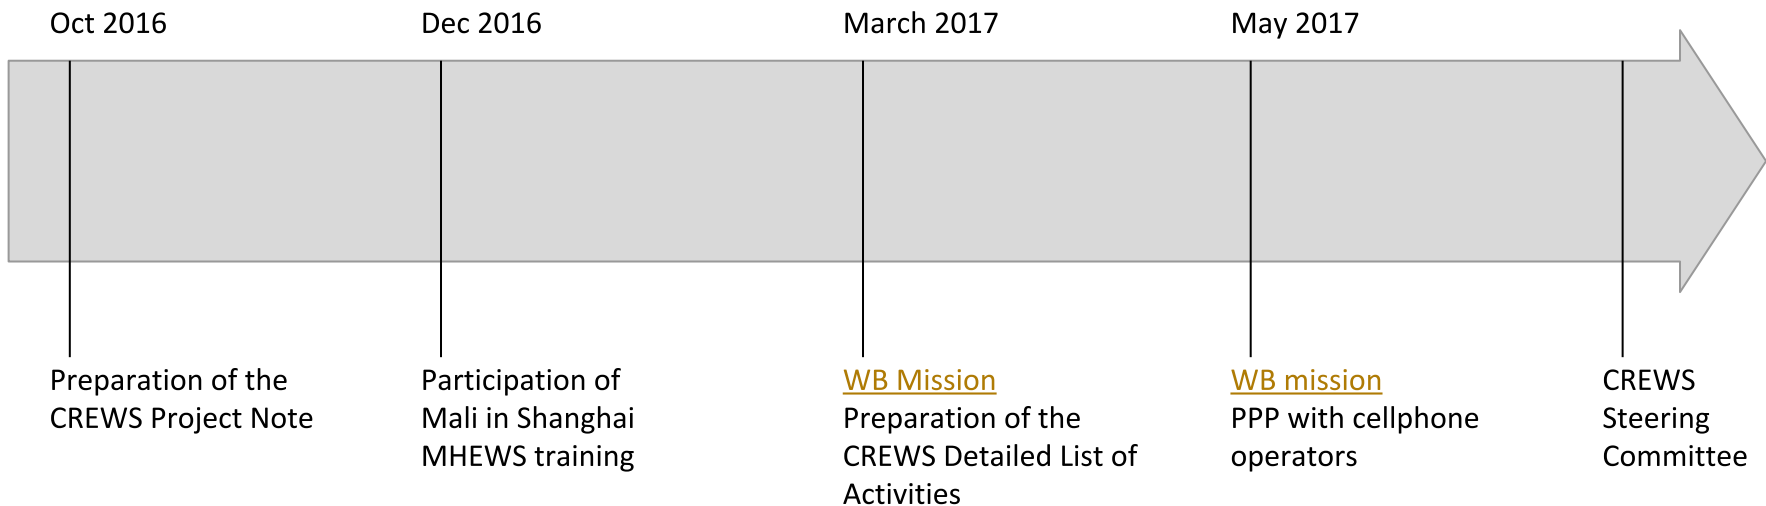 Oct 2016
Dec 2016
March 2017
May 2017
Preparation of the
CREWS Project Note
Participation of
Mali in Shanghai
MHEWS training
WB Mission
Preparation of the
CREWS Detailed List of
Activities
WB mission
PPP with cellphone
operators
CREWS
Steering
Committee